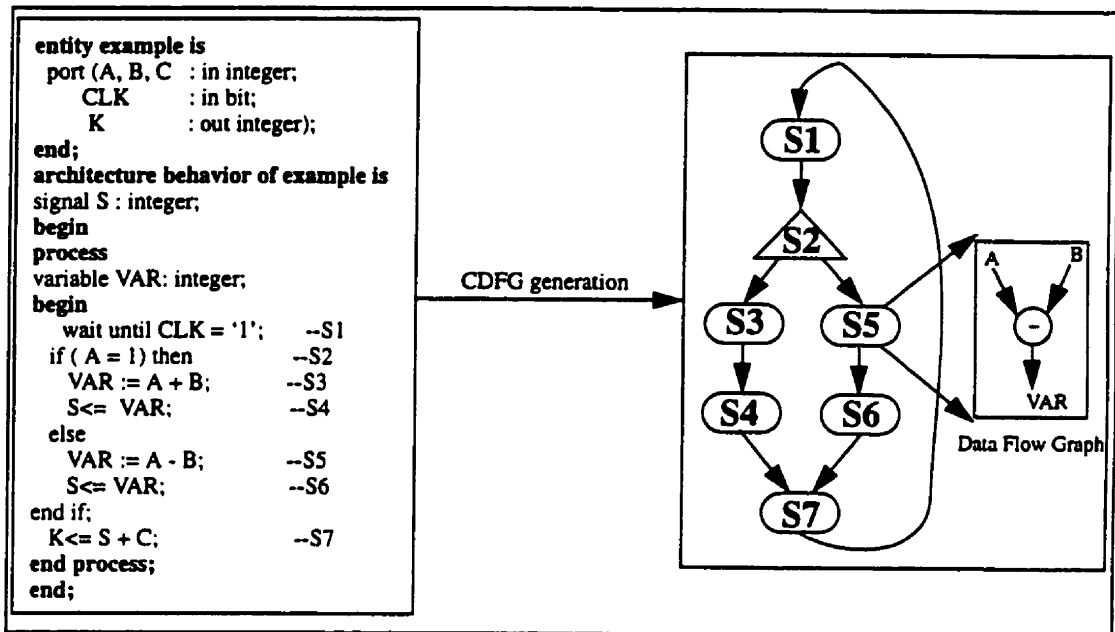 entity example is
port (A, B, C : in integer;
CLK : in bit;
K : out integer);
end;
architecture behavior of example is
signal S : integer;
begin
process
variable VAR: integer;
begin
wait until CLK = ‘1’; --S1
if ( A = 1) then --S2
VAR := A + B; --S3
S<= VAR; --S4
else
VAR := A - B; --S5
S<= VAR; --S6
end if;
K<= S + C; --S7
end process;
end;
CDFG generation
S1
S2
S3
S5
S4
S6
S7
A
B
-
VAR
Data Flow Graph